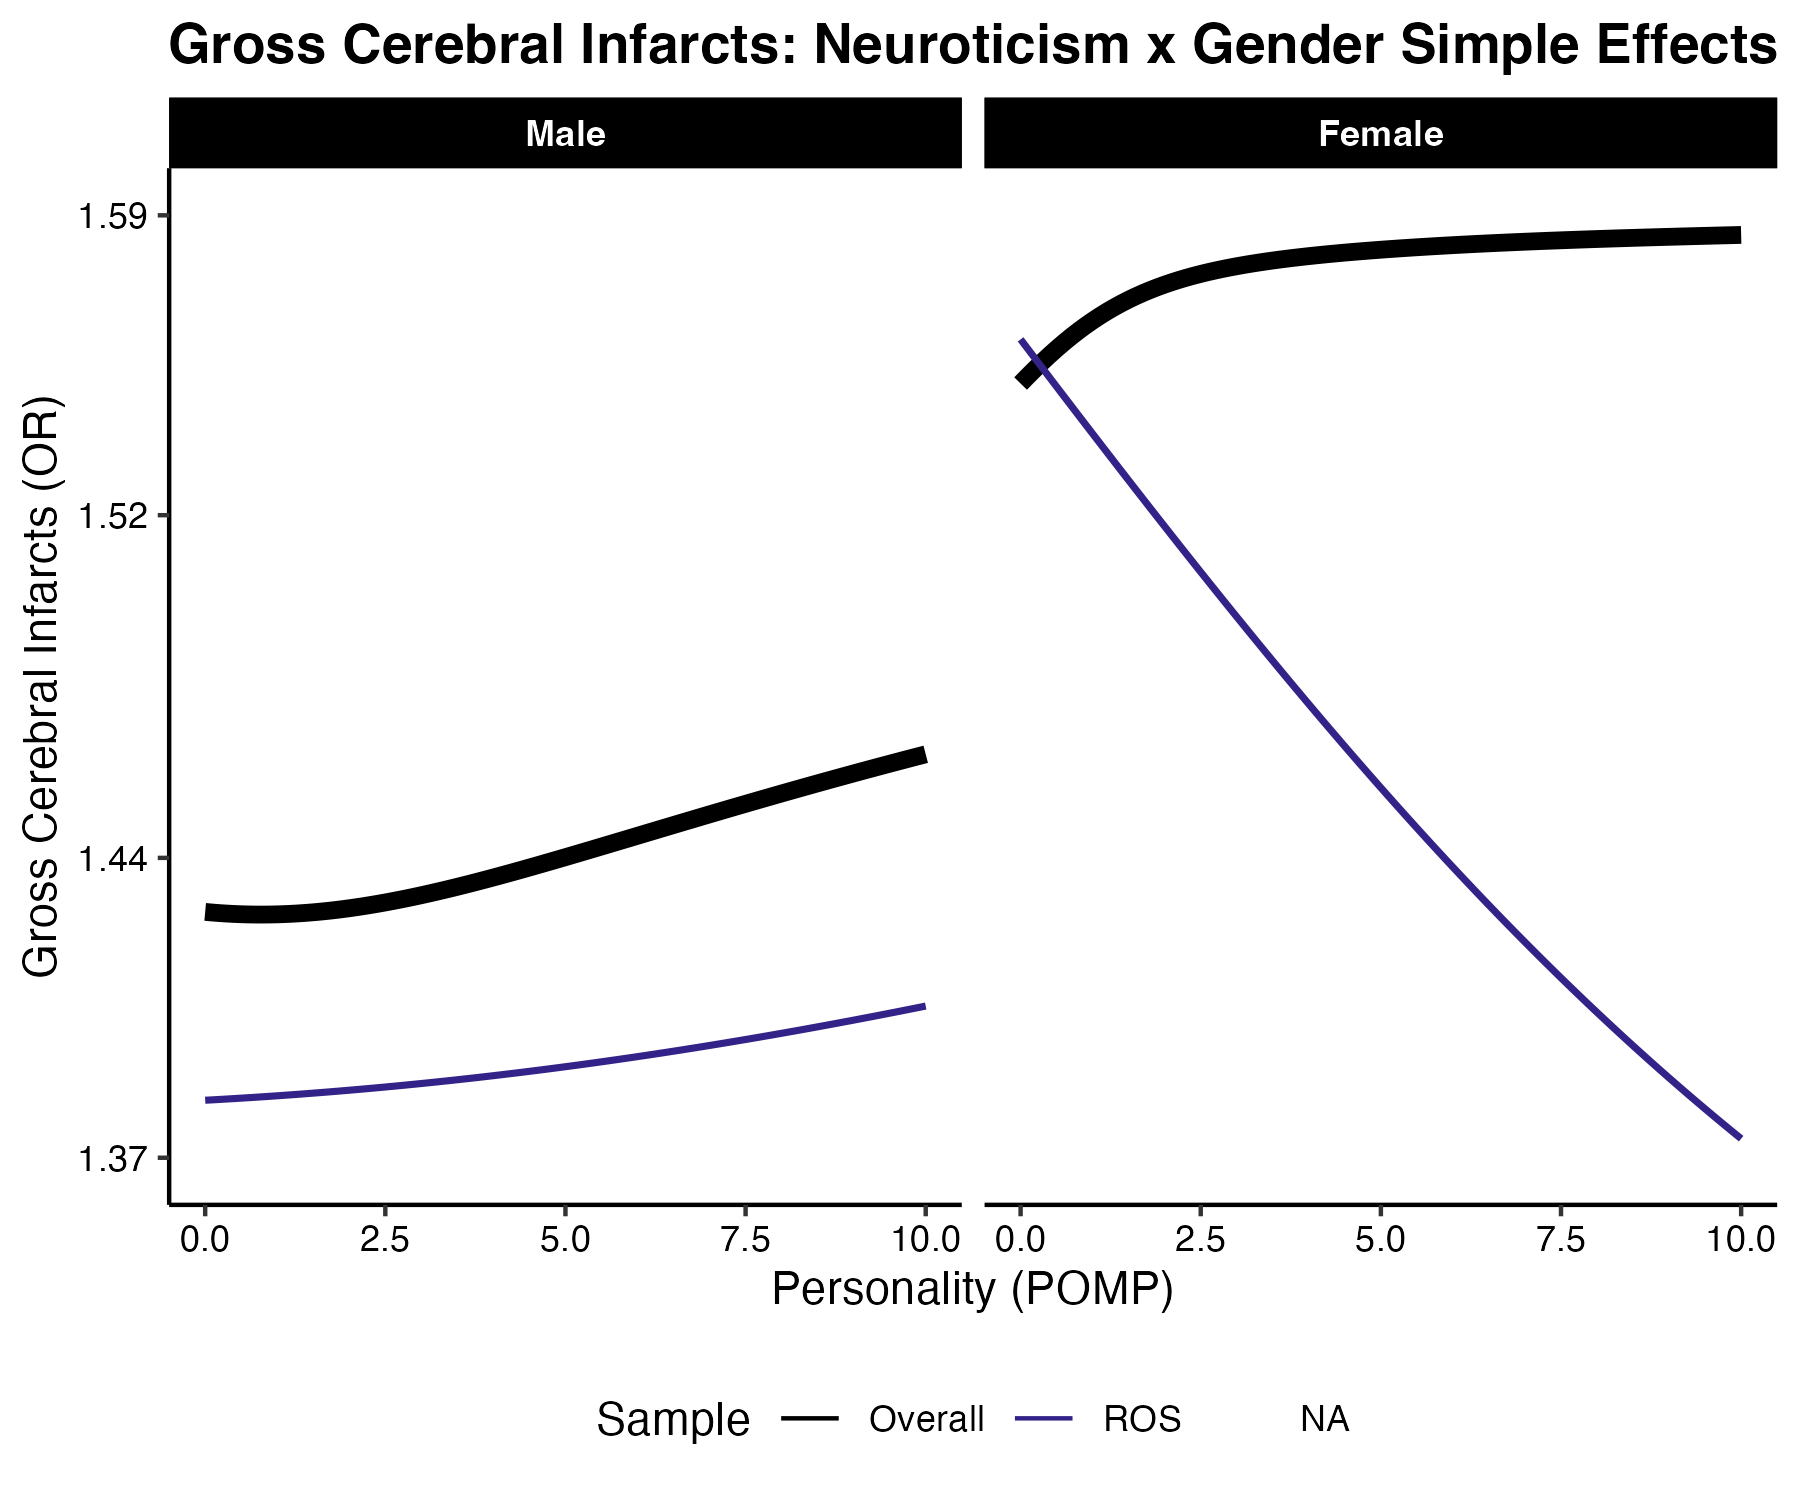 Gross Cerebral Infarcts: Neuroticism x Gender Simple Effects
Male
Female
Gross Cerebral Infarcts (OR)
1.59
1.52
1.44
1.37
0.0 2.5 5.0 7.5 10.0
0.0 2.5 5.0 7.5 10.0
Personality (POMP)
Sample Overall ROS NA